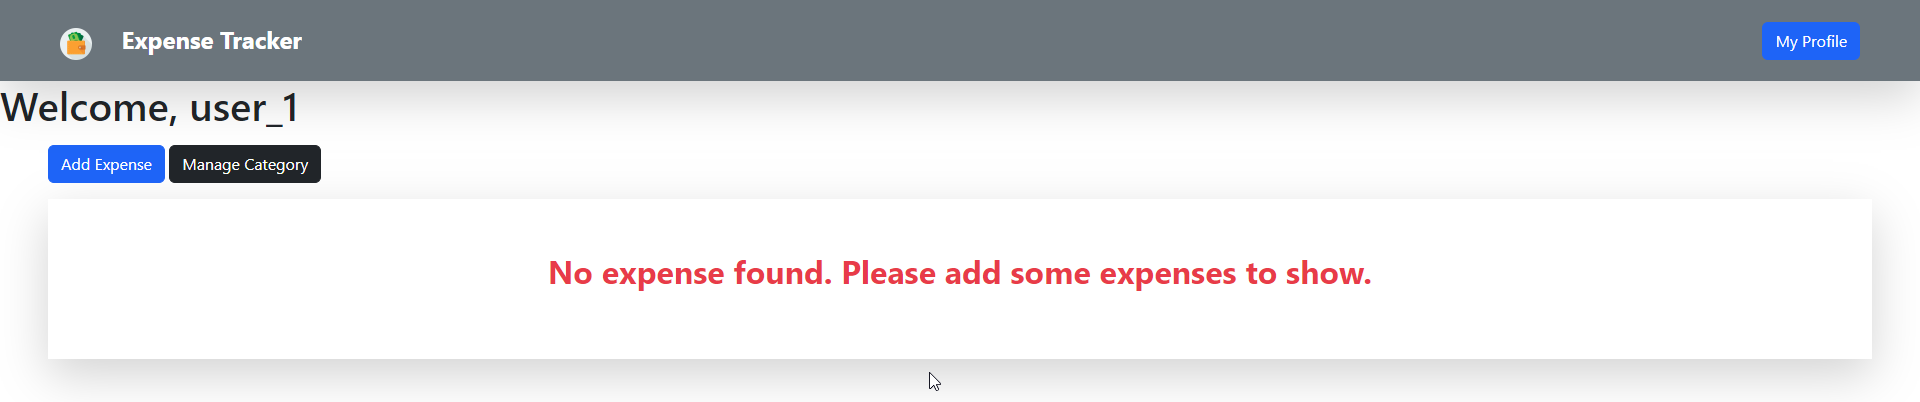 Expense Tracker
My Profile
Welcome, user_1
Add Expense
Manage Category
No expense found. Please add some expenses to show.